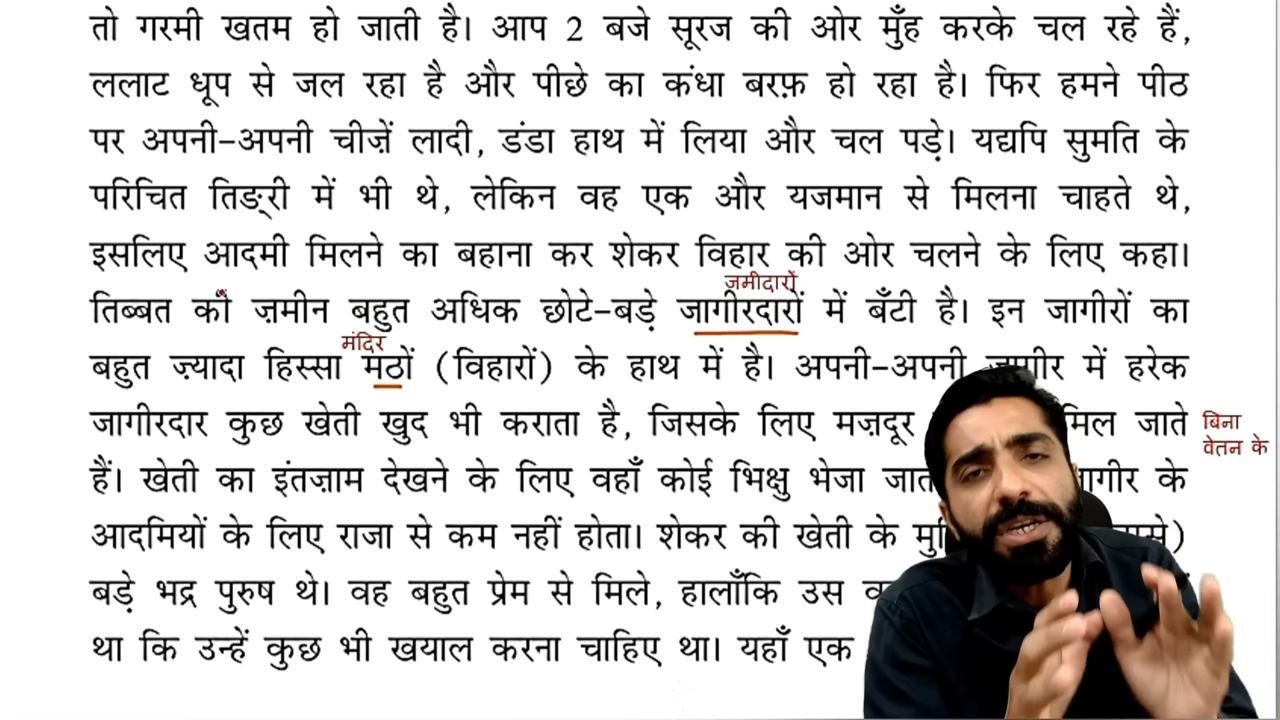 तो गरमी खतम हो जाती है। आप 2 बजे सूरज की ओर मुँह करके चल रहे हैं,
ललाट धूप से जल रहा है और पीछे का कंधा बरफ़ हो रहा है। फिर हमने पीठ
पर अपनी-अपनी चीज़ें लादी, डंडा हाथ में लिया और चल पड़े। यद्यपि सुमति के
परिचित तिङ्री में भी थे, लेकिन वह एक और यजमान से मिलना चाहते थे,
इसलिए आदमी मिलने का बहाना कर शेकर विहार की ओर चलने के लिए कहा।
जमीदारों
तिब्बत की ज़मीन बहुत अधिक छोटे-बड़े जागीरदारों में बँटी है। इन जागीरों का
मंदिर
बहुत ज़्यादा हिस्सा मठों (विहारों) के हाथ में है। अपनी-अपनी में हरेक
जागीरदार कुछ खेती खुद भी कराता है, जिसके लिए मज़दूर मिल जाते
बिना
वेतन के
हैं। खेती का इंतज़ाम देखने के लिए वहाँ कोई भिक्षु भेजा के
आदमियों के लिए राजा से कम नहीं होता। शेकर की खेती के
बड़े भद्र पुरुष थे। वह बहुत प्रेम से मिले, हालाँकि उस
था कि उन्हें कुछ भी खयाल करना चाहिए था। यहाँ एक